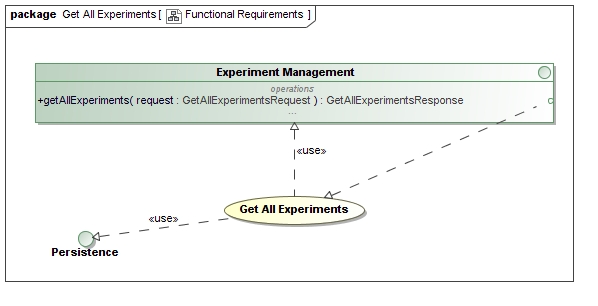 package Get All Experiments [ Functional Requirements ]
Experiment Management
operations
+getAllExperiments( request : GetAllExperimentsRequest ) : GetAllExperimentsResponse
...
«use»
Get All Experiments
«use»
Persistence